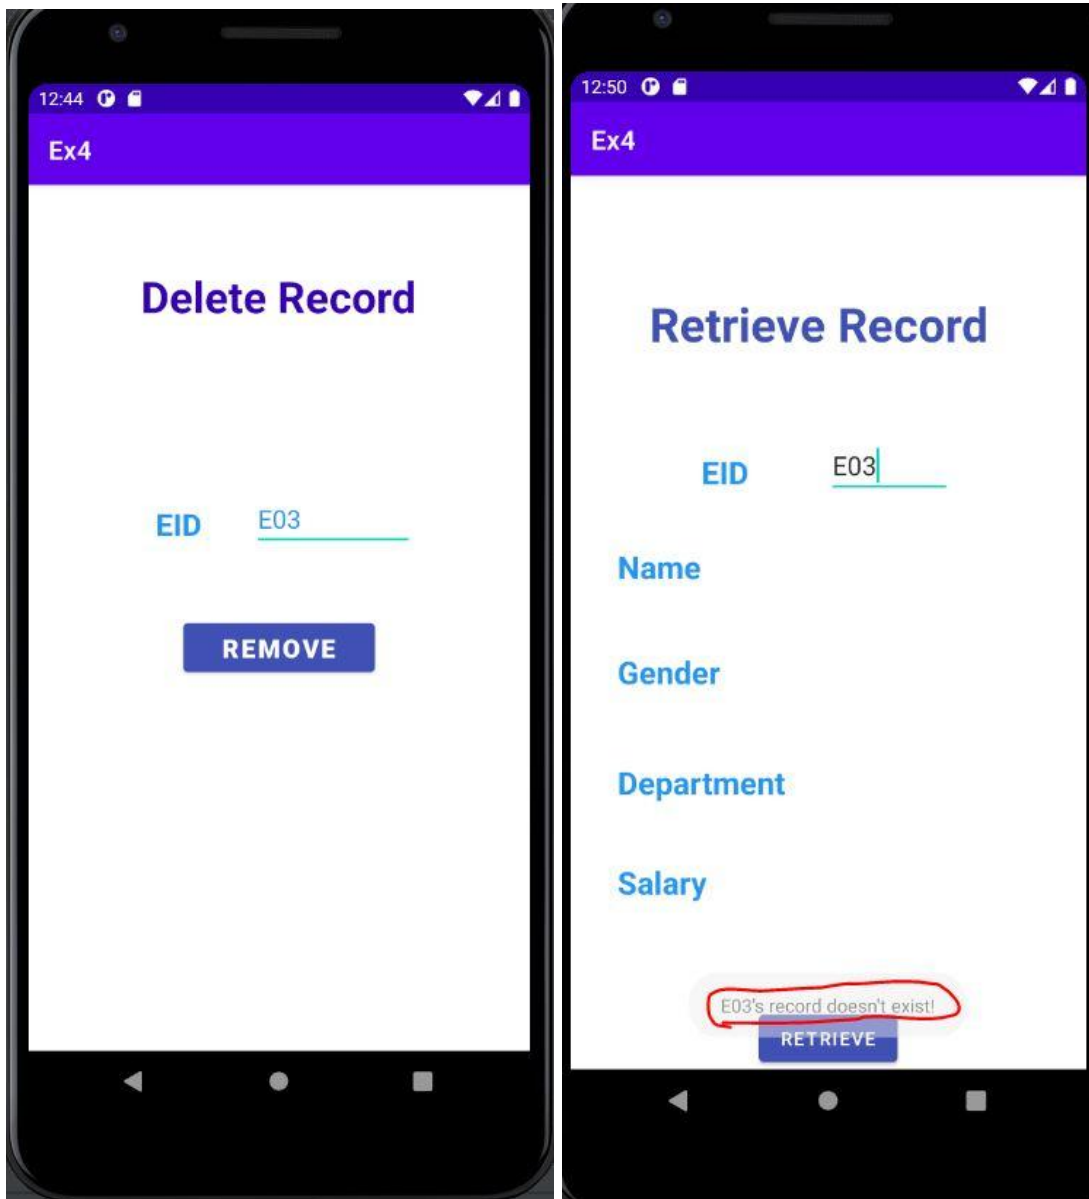 12:44
Ex4
Delete Record
EID E03
REMOVE
12:50
Ex4
Retrieve Record
EID E03
Name
Gender
Department
Salary
E03's record doesn't exist!
RETRIEVE